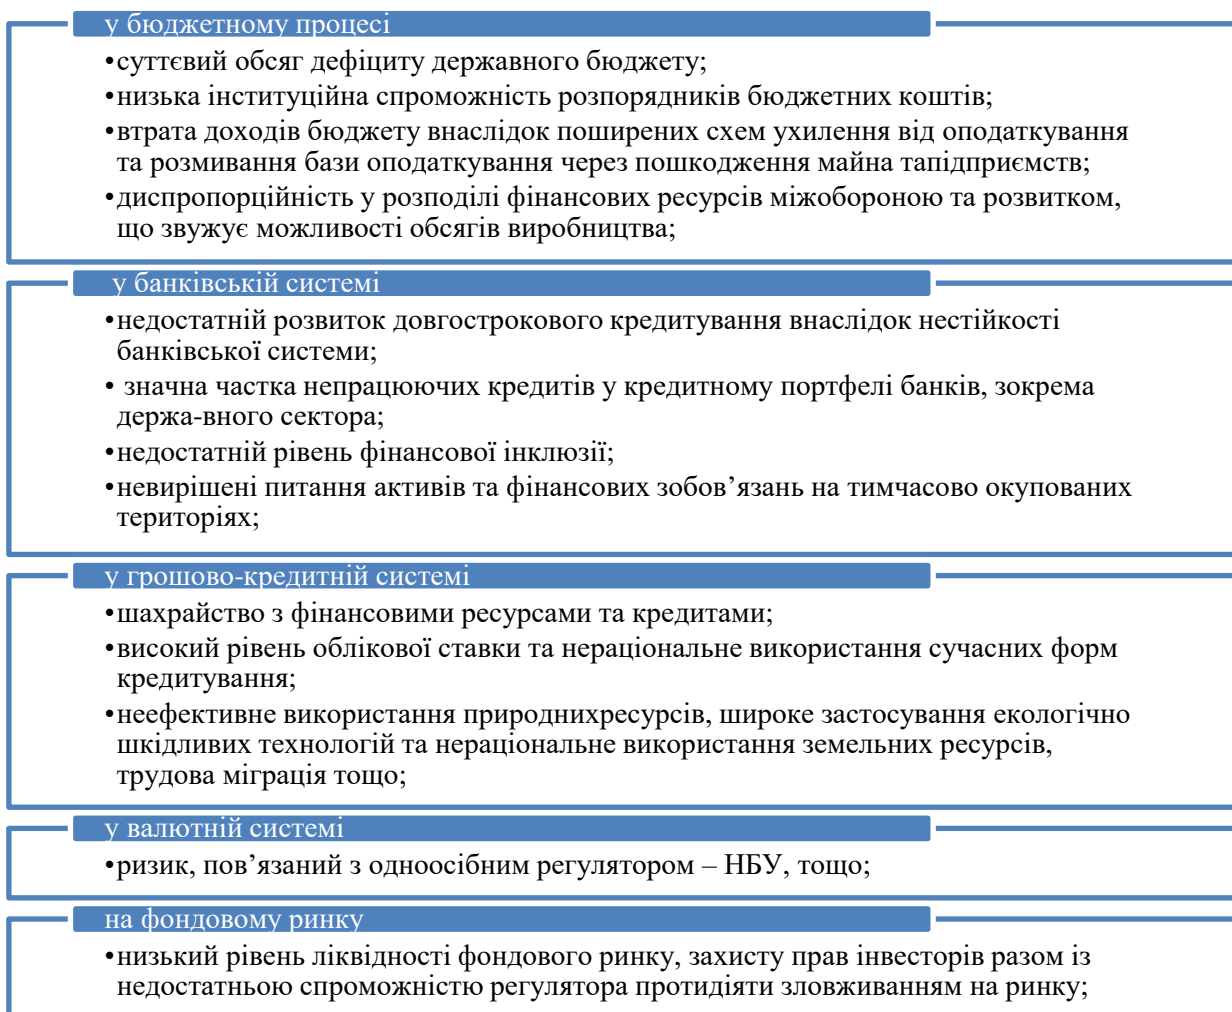 у бюджетному процесі
•суттєвий обсяг дефіциту державного бюджету;
•низька інституційна спроможність розпорядників бюджетних коштів;
•втрата доходів бюджету внаслідок поширених схем ухилення від оподаткування
та розмивання бази оподаткування через пошкодження майна тапідприємств;
•диспропорційність у розподілі фінансових ресурсів міжобороною та розвитком,
що звужує можливості обсягів виробництва;
у банківській системі
•недостатній розвиток довгострокового кредитування внаслідок нестійкості
банківської системи;
• значна частка непрацюючих кредитів у кредитному портфелі банків, зокрема
держа-вного сектора;
•недостатній рівень фінансової інклюзії;
•невирішені питання активів та фінансових зобов’язань на тимчасово окупованих
територіях;
у грошово-кредитній системі
•шахрайство з фінансовими ресурсами та кредитами;
•високий рівень облікової ставки та нераціональне використання сучасних форм
кредитування;
•неефективне використання природнихресурсів, широке застосування екологічно
шкідливих технологій та нераціональне використання земельних ресурсів,
трудова міграція тощо;
у валютній системі
•ризик, пов’язаний з одноосібним регулятором – НБУ, тощо;
на фондовому ринку
•низький рівень ліквідності фондового ринку, захисту прав інвесторів разом із
недостатньою спроможністю регулятора протидіяти зловживанням на ринку;